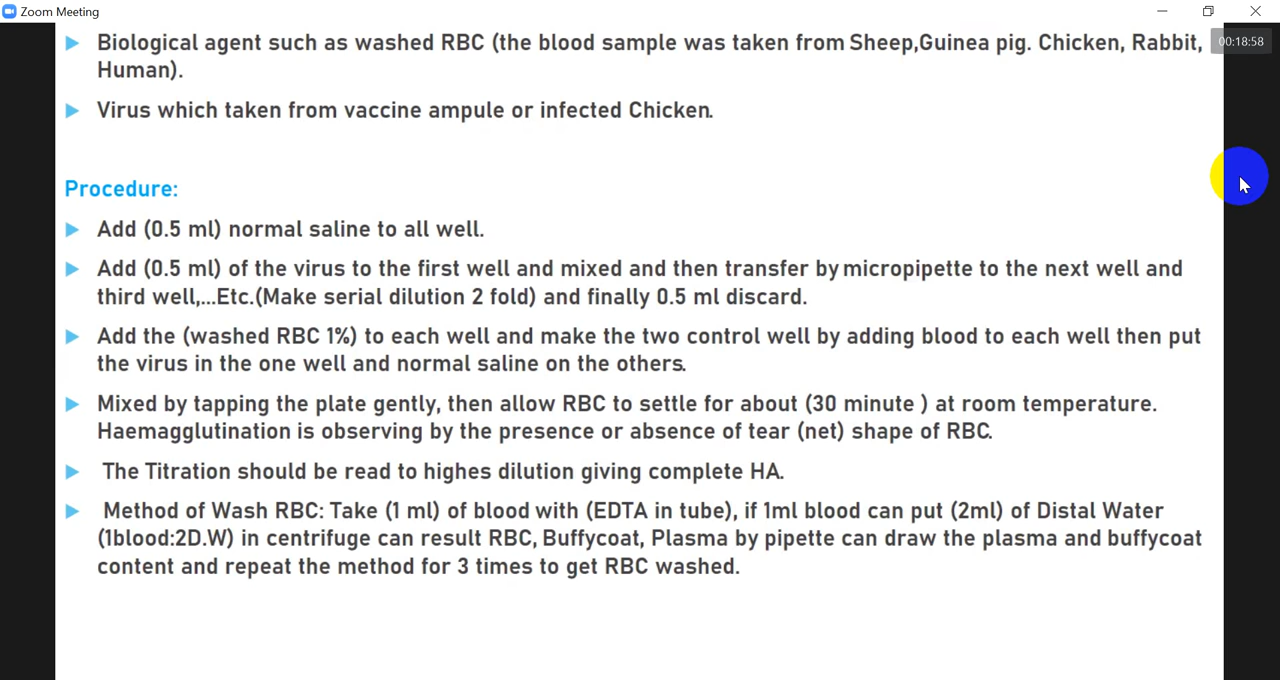 Zoom Meeting
Biological agent such as washed RBC (the blood sample was taken from Sheep,Guinea pig. Chicken, Rabbit,
00:18:58
Human).
Virus which taken from vaccine ampule or infected Chicken.
Procedure:
Add (0.5 ml) normal saline to all well.
Add (0.5 ml) of the virus to the first well and mixed and then transfer by micropipette to the next well and
third well,...Etc.(Make serial dilution 2 fold) and finally 0.5 ml discard.
Add the (washed RBC 1%) to each well and make the two control well by adding blood to each well then put
the virus in the one well and normal saline on the others.
Mixed by tapping the plate gently, then allow RBC to settle for about (30 minute ) at room temperature.
Haemagglutination is observing by the presence or absence of tear (net) shape of RBC.
The Titration should be read to highes dilution giving complete HA.
Method of Wash RBC: Take (1 ml) of blood with (EDTA in tube), if 1ml blood can put (2ml) of Distal Water
(1blood:2D.W) in centrifuge can result RBC, Buffycoat, Plasma by pipette can draw the plasma and buffycoat
content and repeat the method for 3 times to get RBC washed.